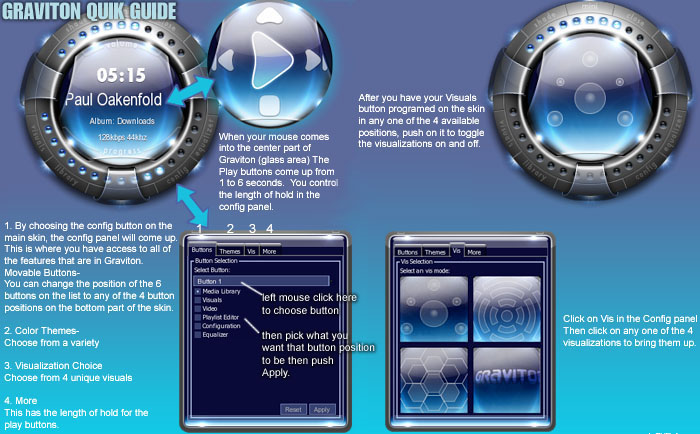 GRAVITON QUIK GUIDE
volume
05:15
Paul Oakenfold
Album: Downloads
128kbps 44khz
Progress
When your mouse comes
into the center part of
Graviton (glass area) The
Play buttons come up from
1 to 6 seconds. You control
the length of hold in the
config panel.
After you have your Visuals
button programed on the skin
in any one of the 4 available
positions, push on it to toggle
the visualizations on and off.
1. By choosing the config button on the
main skin, the config panel will come up.
This is where you have access to all of
the features that are in Graviton.
Movable Buttons-
You can change the position of the 6
buttons on the list to any of the 4 button
positions on the bottom part of the skin.
2. Color Themes-
Choose from a variety
3. Visualization Choice
Choose from 4 unique visuals
4. More
This has the length of hold for the
play buttons.
1 2 3 4
Buttons Themes Vis More
Button Selection
Select Button:
Button 1
Media Library
Visuals
Video
Playlist Editor
Configuration
Equalizer
left mouse click here
to choose button
then pick what you
want that button position
to be then push
Apply.
Reset Apply
Buttons Themes Vis More
Vis Selection
Select an vis mode:
GRAVITO
Click on Vis in the Config panel
Then click on any one of the 4
visualizations to bring them up.